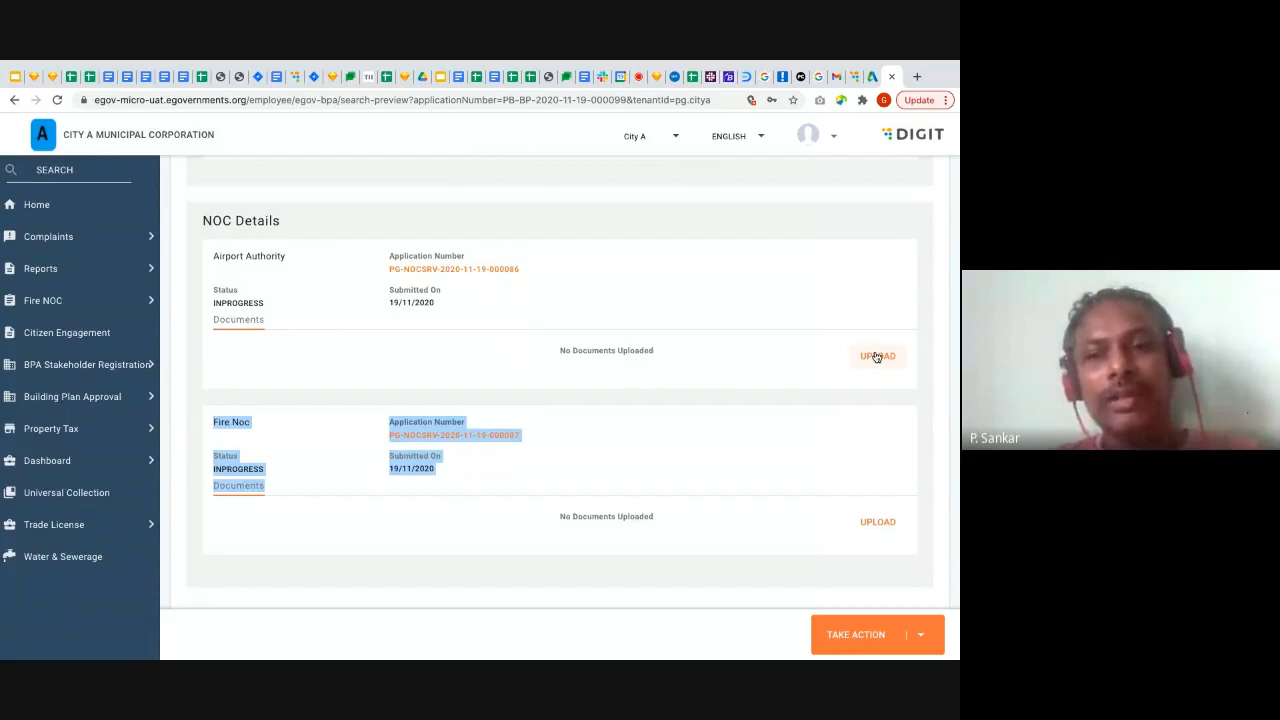 egov-micro-uat.egovernments.org/employee/egov-bpa/search-preview?applicationNumber=PB-BP-2020-11-19-000099&tenantId=pg.citya
G
Update
A
CITY A MUNICIPAL CORPORATION
City A
ENGLISH
DIGIT
SEARCH
Home
Complaints
Reports
Fire NOC
Citizen Engagement
BPA Stakeholder Registration
Building Plan Approval
Property Tax
Dashboard
Universal Collection
Trade License
Water & Sewerage
NOC Details
Airport Authority
Application Number
PG-NOCSRV-2020-11-19-000086
Status
INPROGRESS
Submitted On
19/11/2020
Documents
No Documents Uploaded
UPLOAD
Fire Noc
Application Number
PG-NOCSRV-2020-11-19-000087
Status
INPROGRESS
Submitted On
19/11/2020
Documents
No Documents Uploaded
UPLOAD
TAKE ACTION
P. Sankar